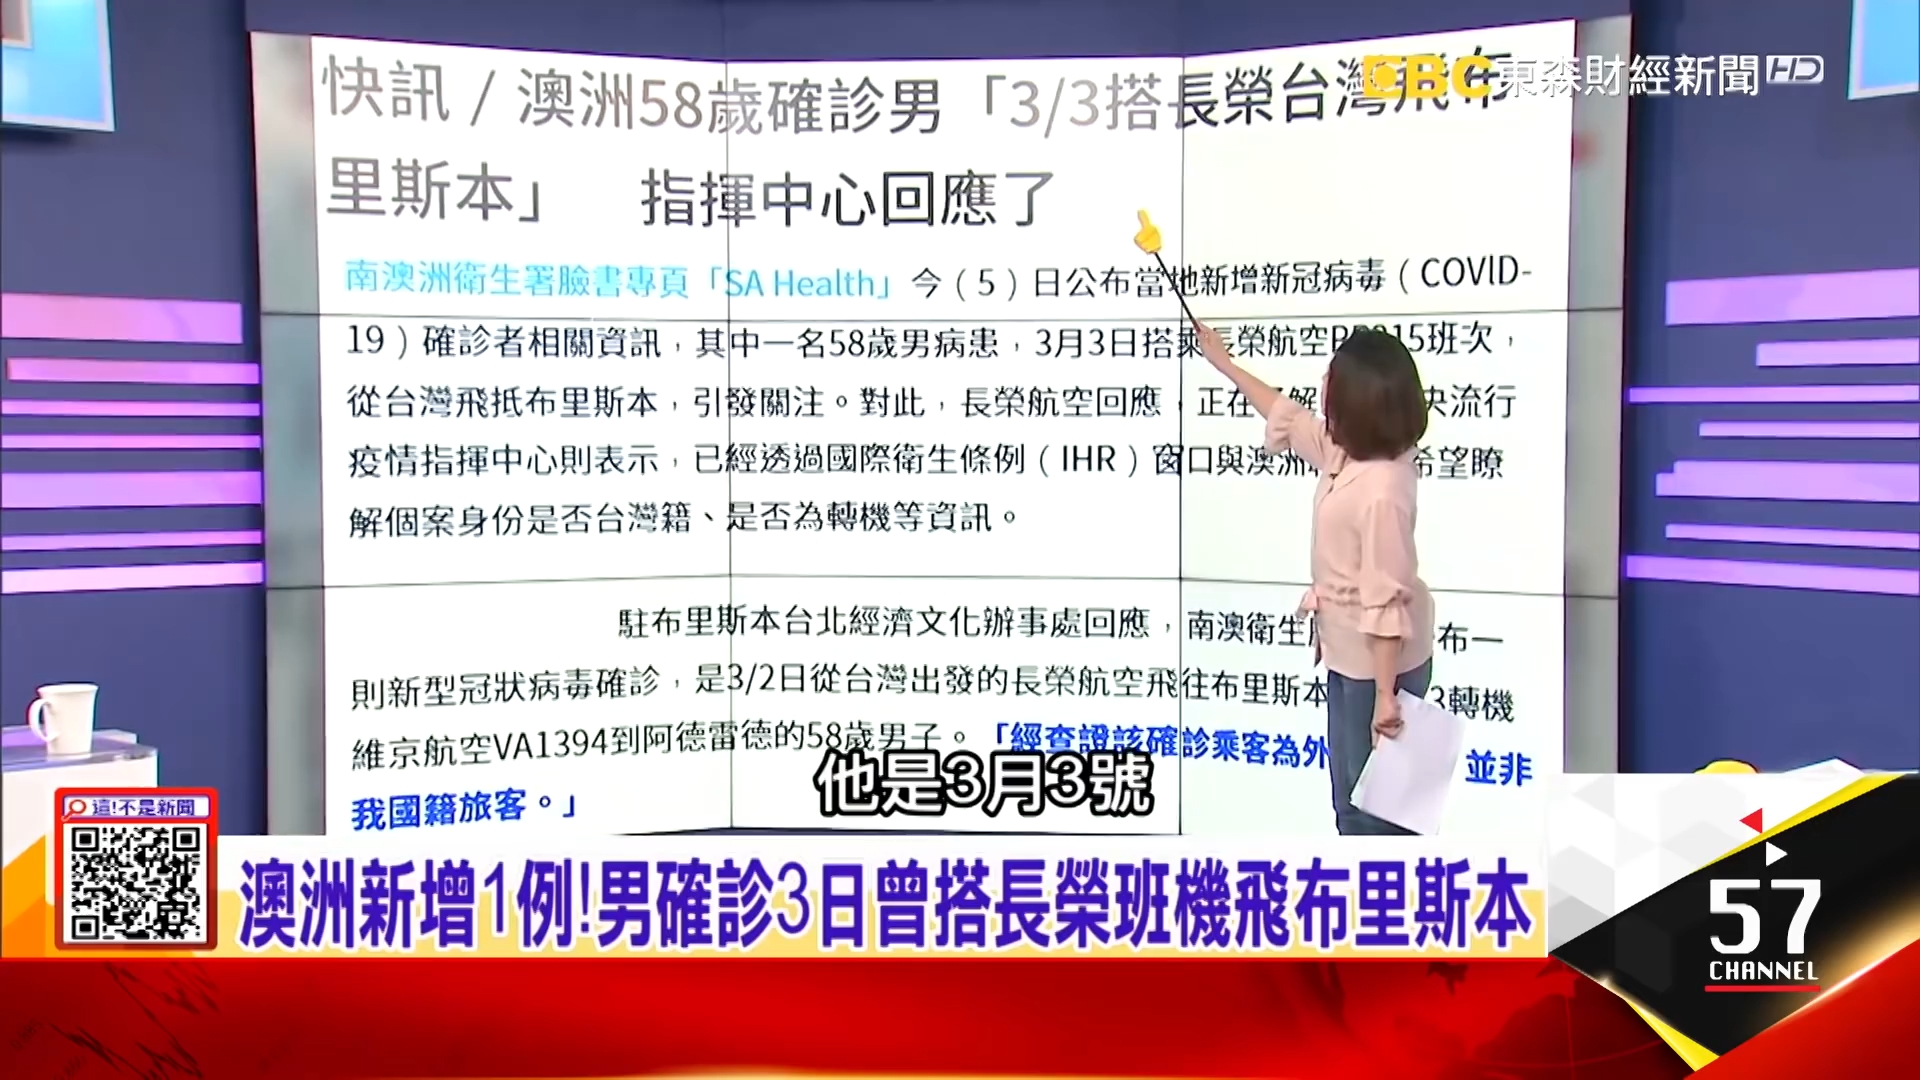 快訊 / 澳洲58歲確診男「3/3搭長榮台灣飛布
里斯本」 指揮中心回應了
EBC 東森財經新聞 HD
南澳洲衛生署臉書專頁「SA Health」今（5）日公布當地新增新冠病毒（COVID-
19）確診者相關資訊，其中一名58歲男病患，3月3日搭乘長榮航空 15班次，
從台灣飛抵布里斯本，引發關注。對此，長榮航空回應，正在 解 流行
疫情指揮中心則表示，已經透過國際衛生條例（IHR）窗口與澳洲 希望瞭
解個案身份是否台灣籍、是否為轉機等資訊。
駐布里斯本台北經濟文化辦事處回應，南澳衛生 布一
則新型冠狀病毒確診，是3/2日從台灣出發的長榮航空飛往布里斯本 3轉機
維京航空VA1394到阿德雷德的58歲男子。「經查證該確診乘客為外 並非
我國籍旅客。」
他是3月3號
這!不是新聞
澳洲新增1例!男確診3日曾搭長榮班機飛布里斯本
57
CHANNEL